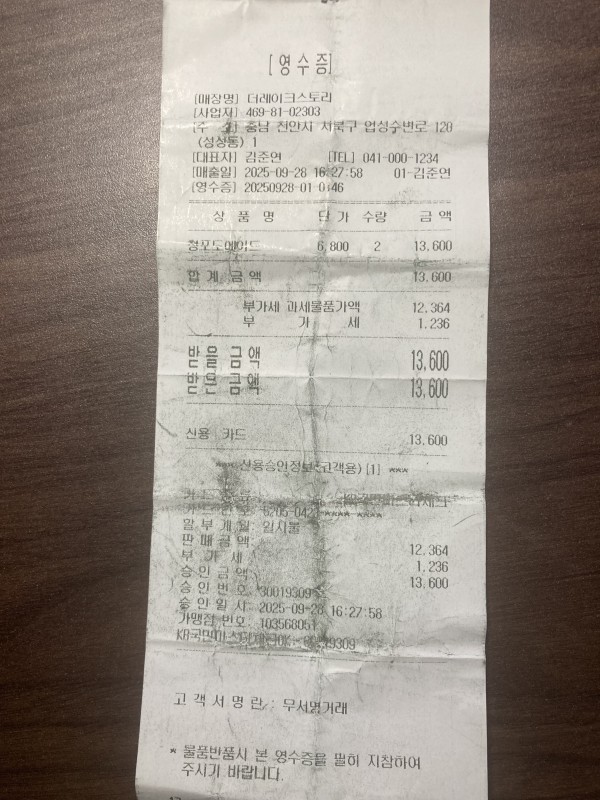 [영수증]
[매장명] 더레이크스토리
[사업자] 469-81-02303
[주 소] 충남 천안시 서북구 업성수변로 128
(성성동) 1
[대표자] 김준연 [TEL] 041-000-1234
[매출일] 2025-09-28 16:27:58 01-김준연
[영수증] 20250928-01-0146
상 품 명 단 가 수량 금 액
청포도에이드 6,800 2 13,600
합 계 금 액 13,600
부가세 과세물품가액 12,364
부 가 세 1,236
받을금액 13,600
받은금액 13,600
신용 카드 13,600
*** 신용승인정보(고객용) [1] ***
카 드 종 류
카 드 번 호 **** ****
할부개월: 일시불
판매금액 12,364
부 가 세 1,236
승인금액 13,600
승인번호
승인일시: 2025-09-28 16:27:58
가맹점번호: 103568051
고 객 서 명 란 : 무서명거래
* 물품반품시 본 영수증을 필히 지참하여
주시기 바랍니다.